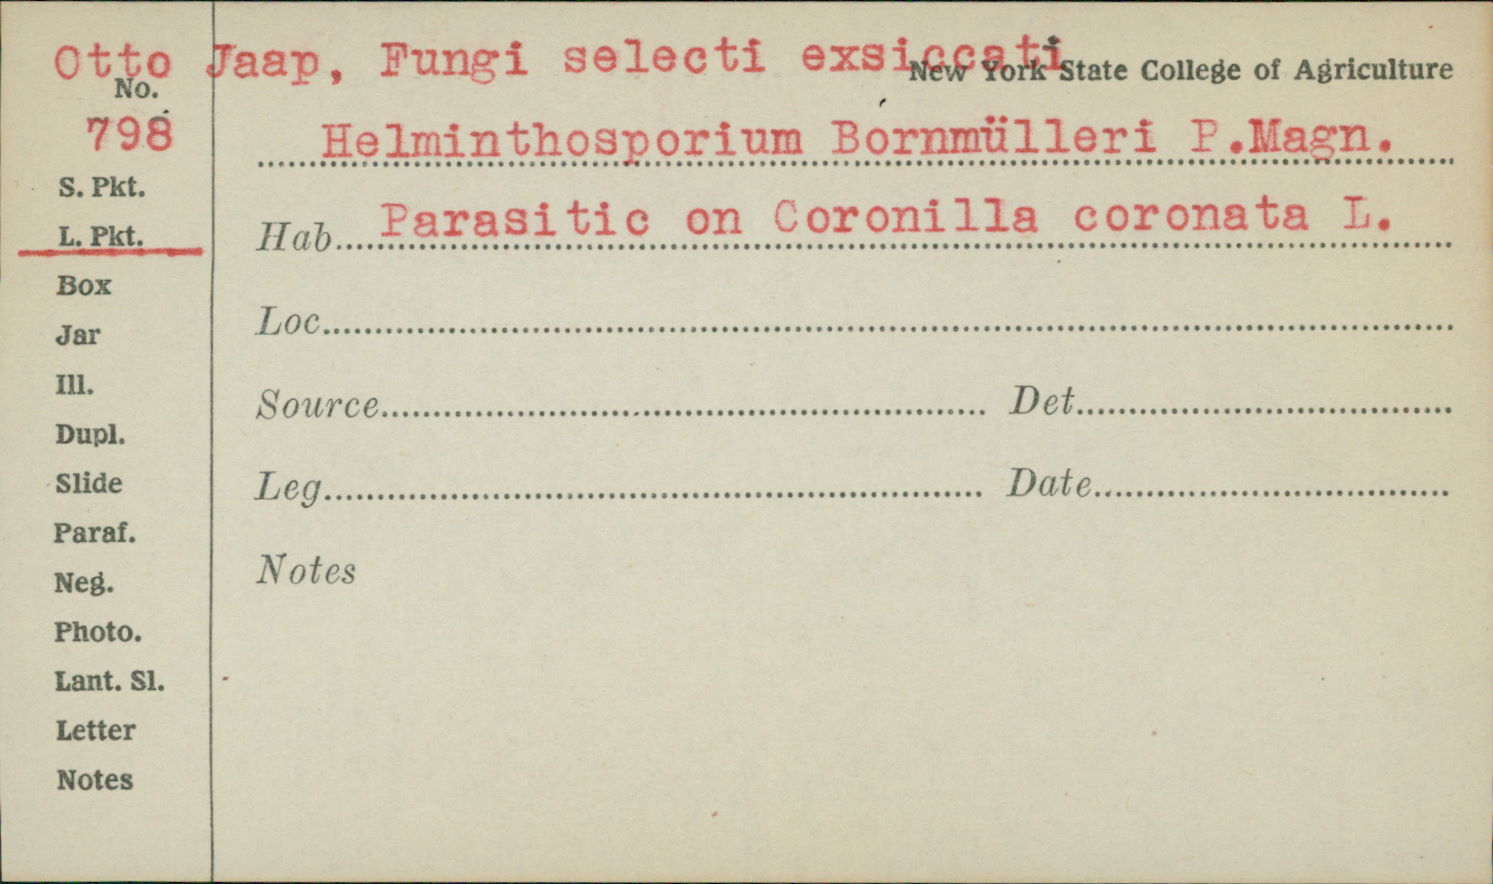 Otto Jaap, Fungi selecti exsiccati
New York State College of Agriculture
No.
798
Helminthosporium Bornmülleri P.Magn.
S. Pkt.
L. Pkt.
Hab. Parasitic on Coronilla coronata L.
Box
Loc.
Jar
Ill.
Source Det.
Dupl.
Slide
Leg. Date
Paraf.
Notes
Neg.
Photo.
Lant. Sl.
Letter
Notes